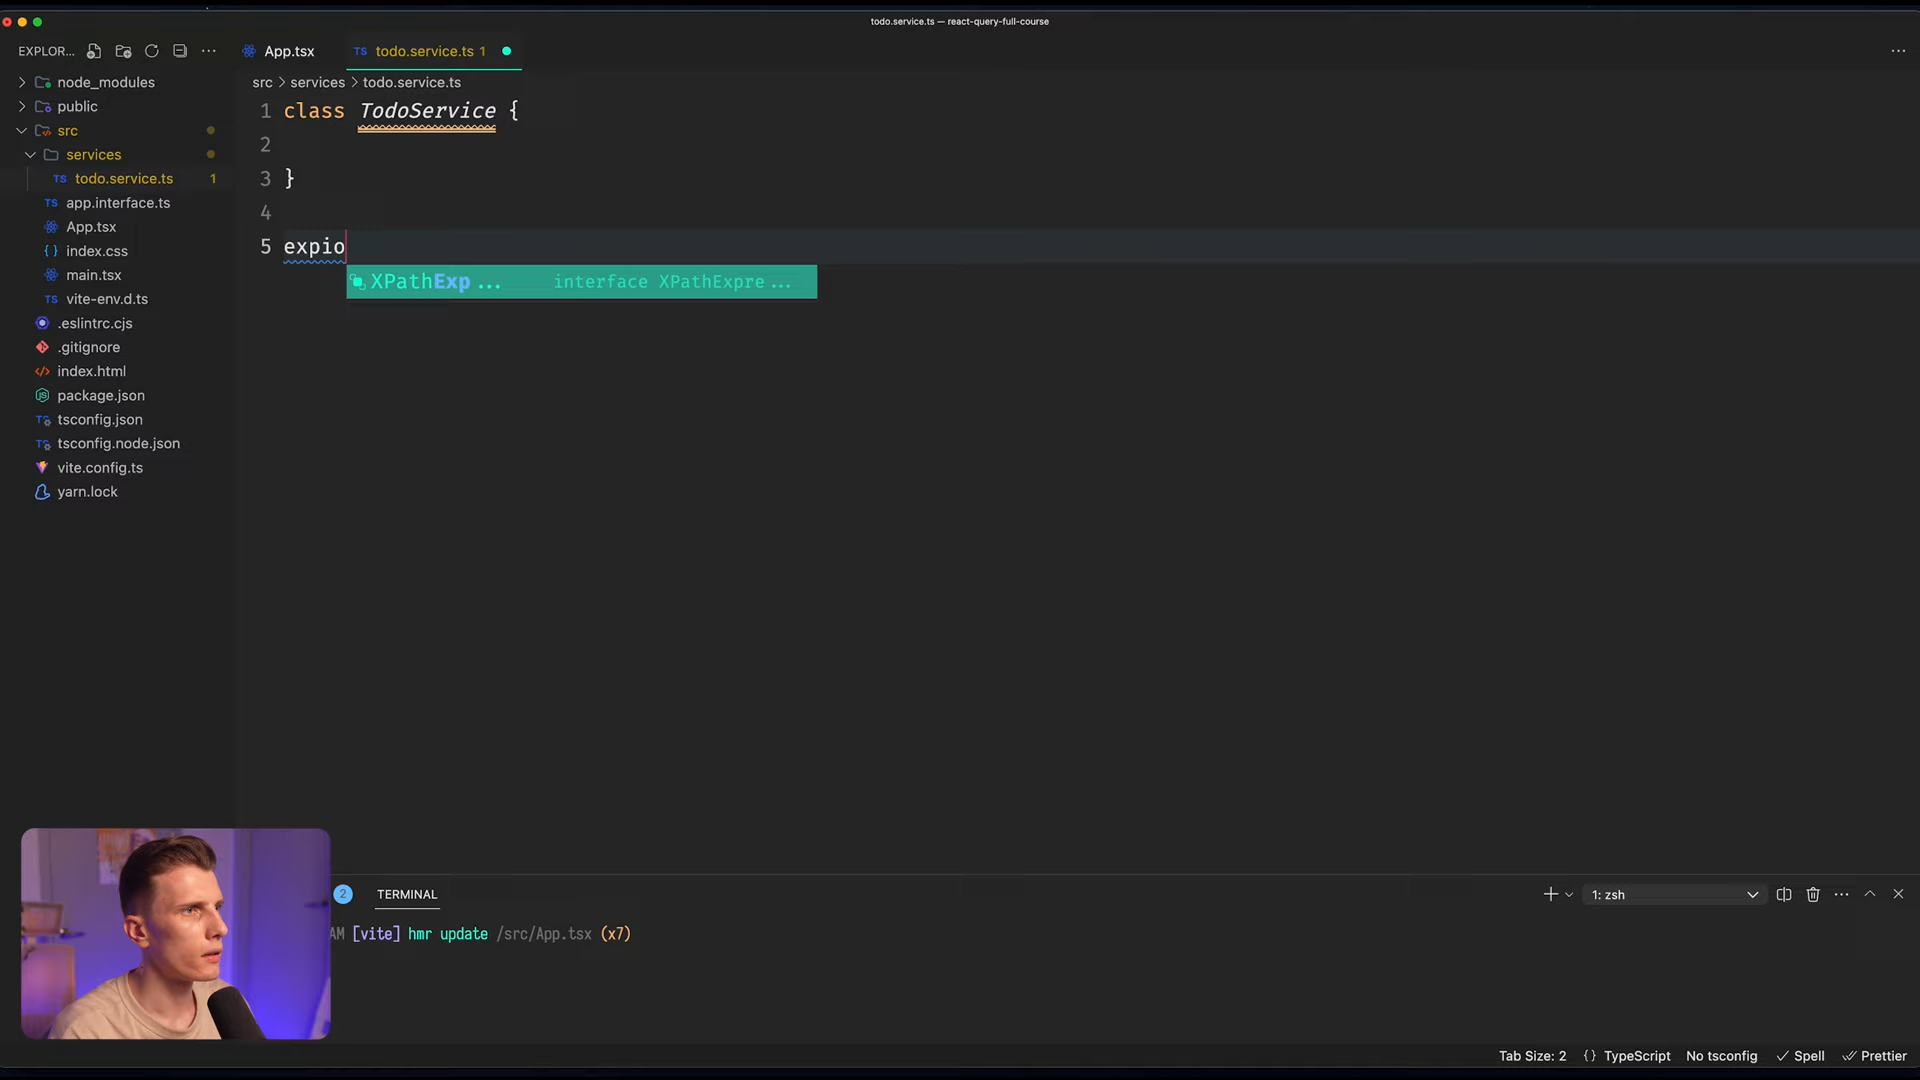 todo.service.ts — react-query-full-course
EXPLOR...
App.tsx
TS todo.service.ts 1
node_modules
public
src
services
TS todo.service.ts 1
TS app.interface.ts
App.tsx
{} index.css
main.tsx
TS vite-env.d.ts
.eslintrc.cjs
.gitignore
index.html
package.json
tsconfig.json
tsconfig.node.json
vite.config.ts
yarn.lock
src > services > todo.service.ts
1 class TodoService {
2
3 }
4
5 expio
XPathExp ... interface XPathExpre ...
2 TERMINAL
1: zsh
AM [vite] hmr update /src/App.tsx (x7)
Tab Size: 2 {} TypeScript No tsconfig Spell Prettier